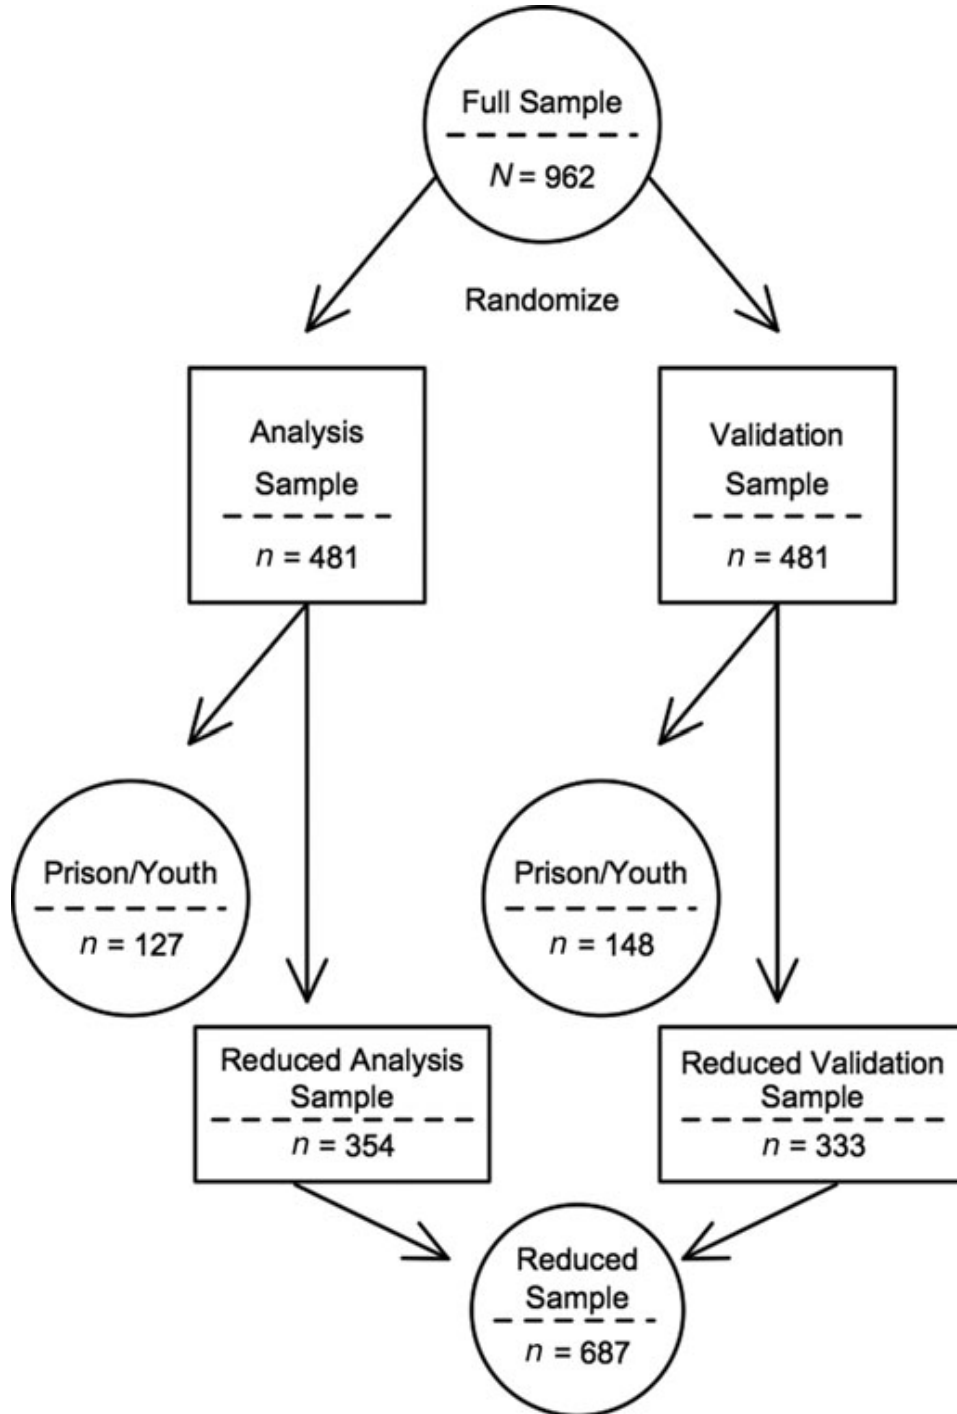 Full Sample
N = 962
Randomize
Analysis
Sample
n = 481
Validation
Sample
n = 481
Prison/Youth
n = 127
Prison/Youth
n = 148
Reduced Analysis
Sample
n = 354
Reduced Validation
Sample
n = 333
Reduced
Sample
n = 687